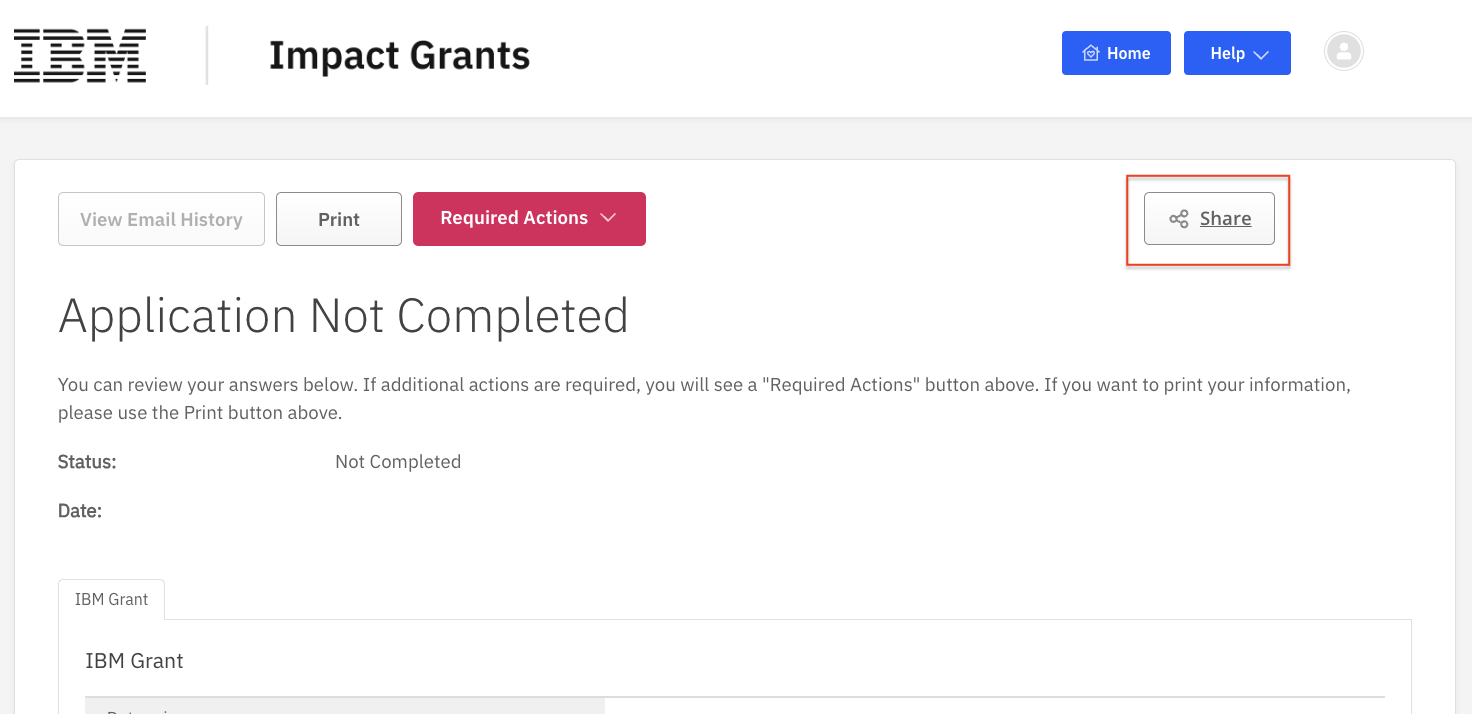 IBM
Impact Grants
Home
Help
View Email History
Print
Required Actions
Share
Application Not Completed
You can review your answers below. If additional actions are required, you will see a "Required Actions" button above. If you want to print your information,
please use the Print button above.
Status:
Not Completed
Date:
IBM Grant
IBM Grant